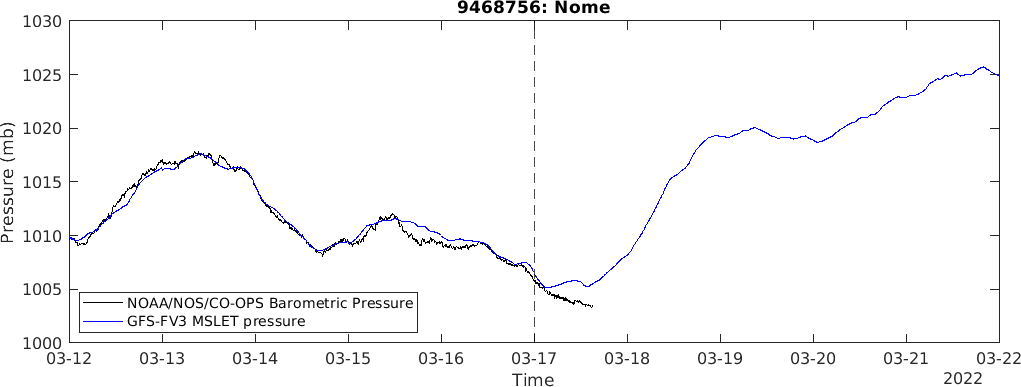 9468756: Nome
1030
1025
1020
1015
1010
1005
1000
Pressure (mb)
NOAA/NOS/CO-OPS Barometric Pressure
GFS-FV3 MSLET pressure
03-12 03-13 03-14 03-15 03-16 03-17 03-18 03-19 03-20 03-21 03-22
Time
2022